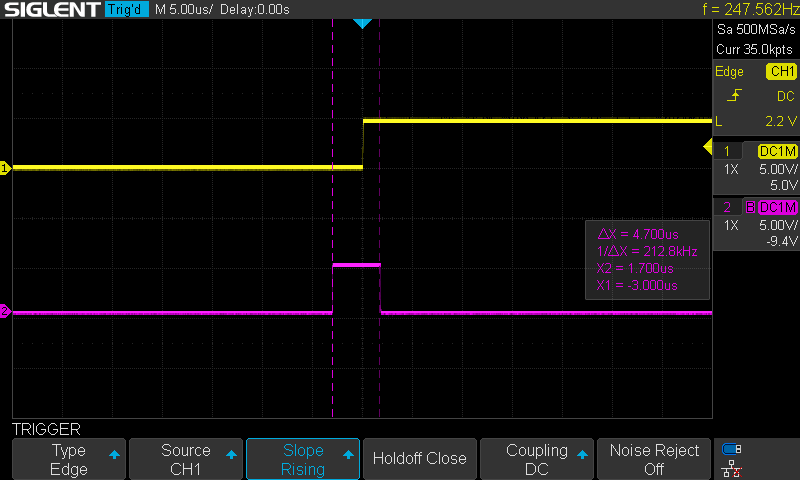 SIGLENT Trig'd M 5.00us/ Delay:0.00s f = 247.562Hz
Sa 500MSa/s
Curr 35.0kpts
Edge CH1
DC
L 2.2 V
1 DC1M
1X 5.00V/
5.0V
2 B DC1M
1X 5.00V/
-9.4V
1
2
ΔX = 4.700us
1/ΔX = 212.8kHz
X2 = 1.700us
X1 = -3.000us
TRIGGER
Type
Edge
Source
CH1
Slope
Rising
Holdoff Close
Coupling
DC
Noise Reject
Off